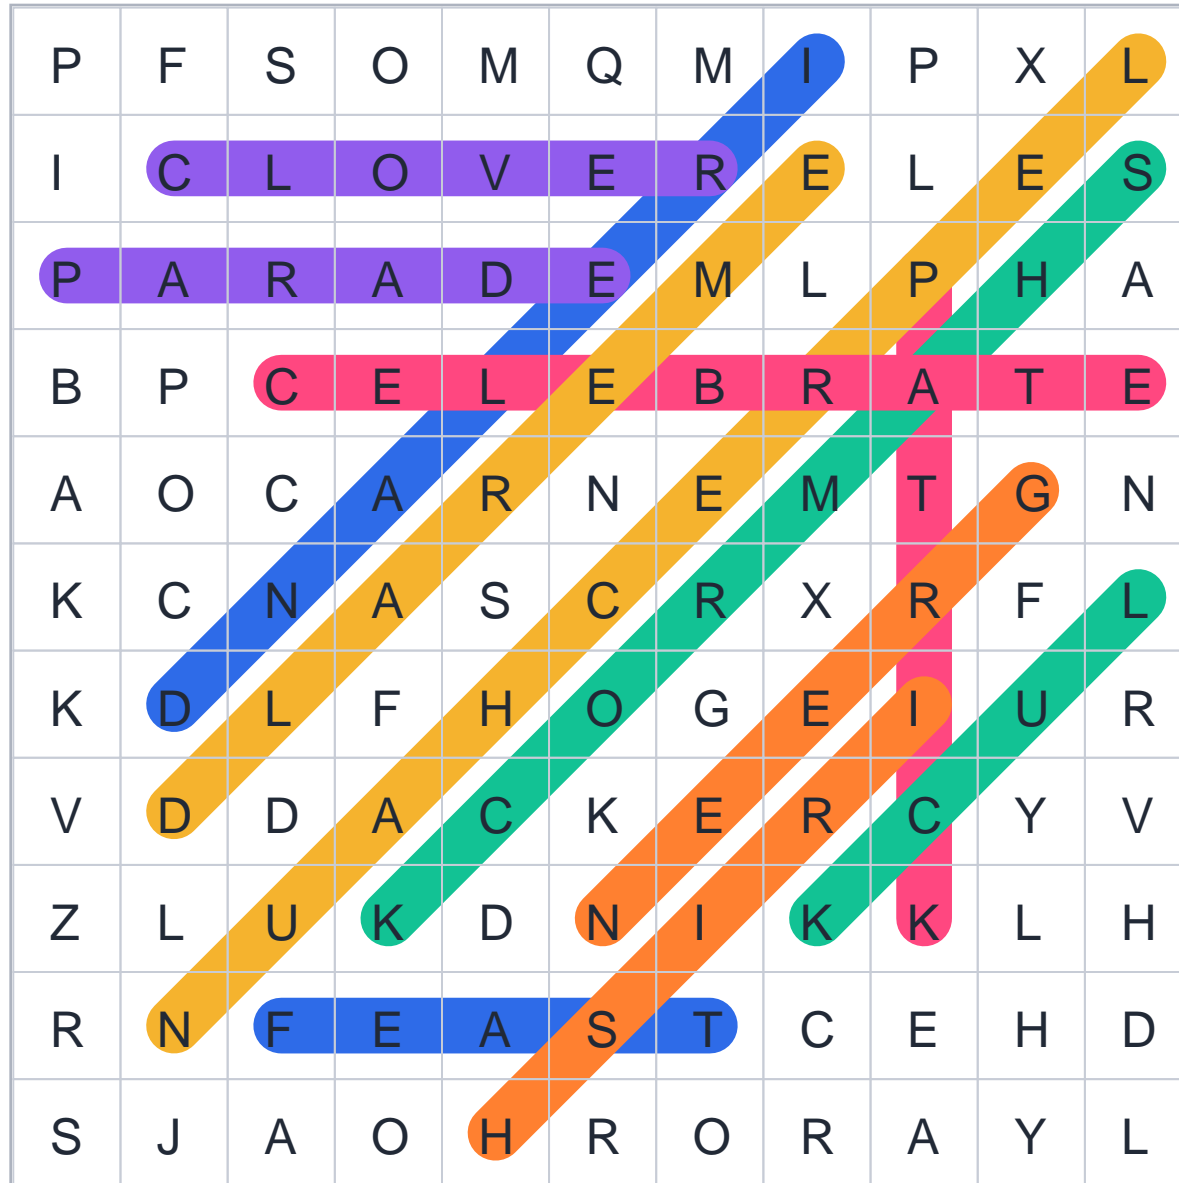 P F S O M Q M I P X L
I C L O V E R E L E S
P A R A D E M L P H A
B P C E L E B R A T E
A O C A R N E M T G N
K C N A S C R X R F L
K D L F H O G E I U R
V D D A C K E R C Y V
Z L U K D N I K K L H
R N F E A S T C E H D
S J A O H R O R A Y L